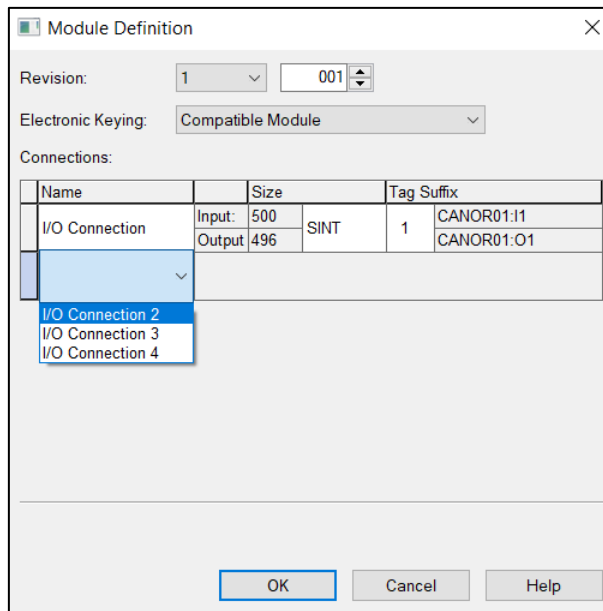 Module Definition
Revision: 1 001
Electronic Keying: Compatible Module
Connections:
Name Size Tag Suffix
I/O Connection Input: 500 SINT 1 CANOR01:I1
Output 496 CANOR01:O1
I/O Connection 2
I/O Connection 3
I/O Connection 4
OK Cancel Help